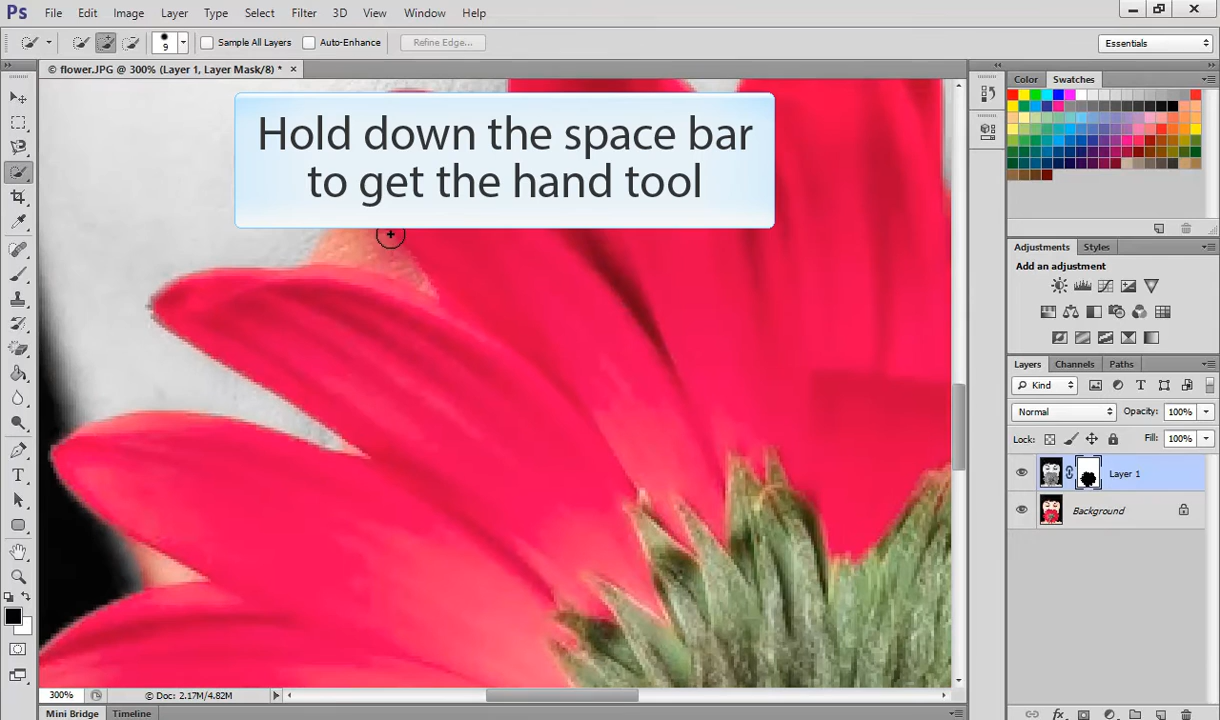 Ps File Edit Image Layer Type Select Filter 3D View Window Help
9 Sample All Layers Auto-Enhance Refine Edge... Essentials
© flower.JPG @ 300% (Layer 1, Layer Mask/8) * ×
Color Swatches
Hold down the space bar
to get the hand tool
Adjustments Styles
Add an adjustment
Layers Channels Paths
Kind
Normal Opacity: 100%
Lock: Fill: 100%
Layer 1
Background
300% © Doc: 2.17M/4.82M
Mini Bridge Timeline